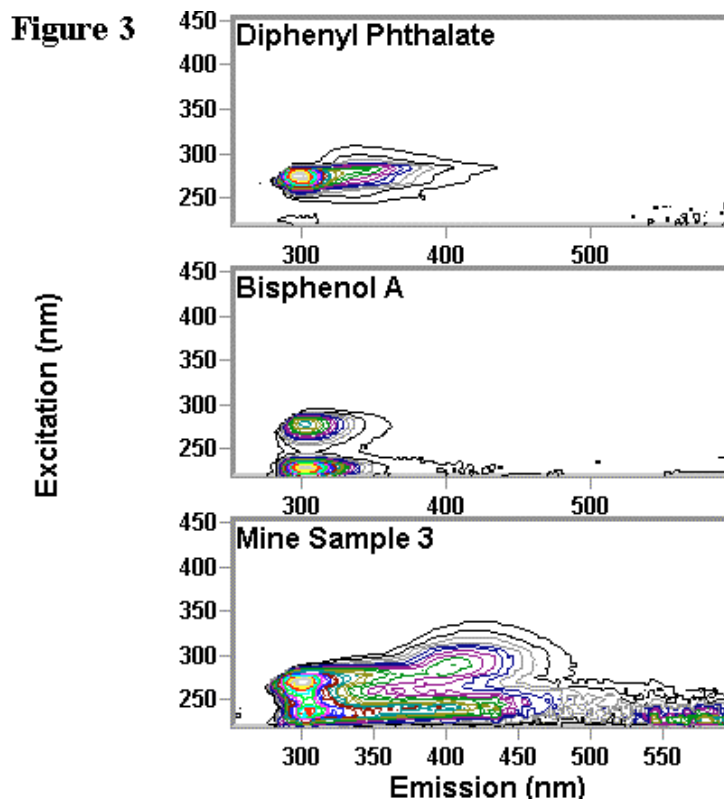 Figure 3
Diphenyl Phthalate
450
400
350
300
250
300 400 500
Bisphenol A
450
400
350
300
250
300 400 500
Mine Sample 3
450
400
350
300
250
300 350 400 450 500 550
Excitation (nm)
Emission (nm)